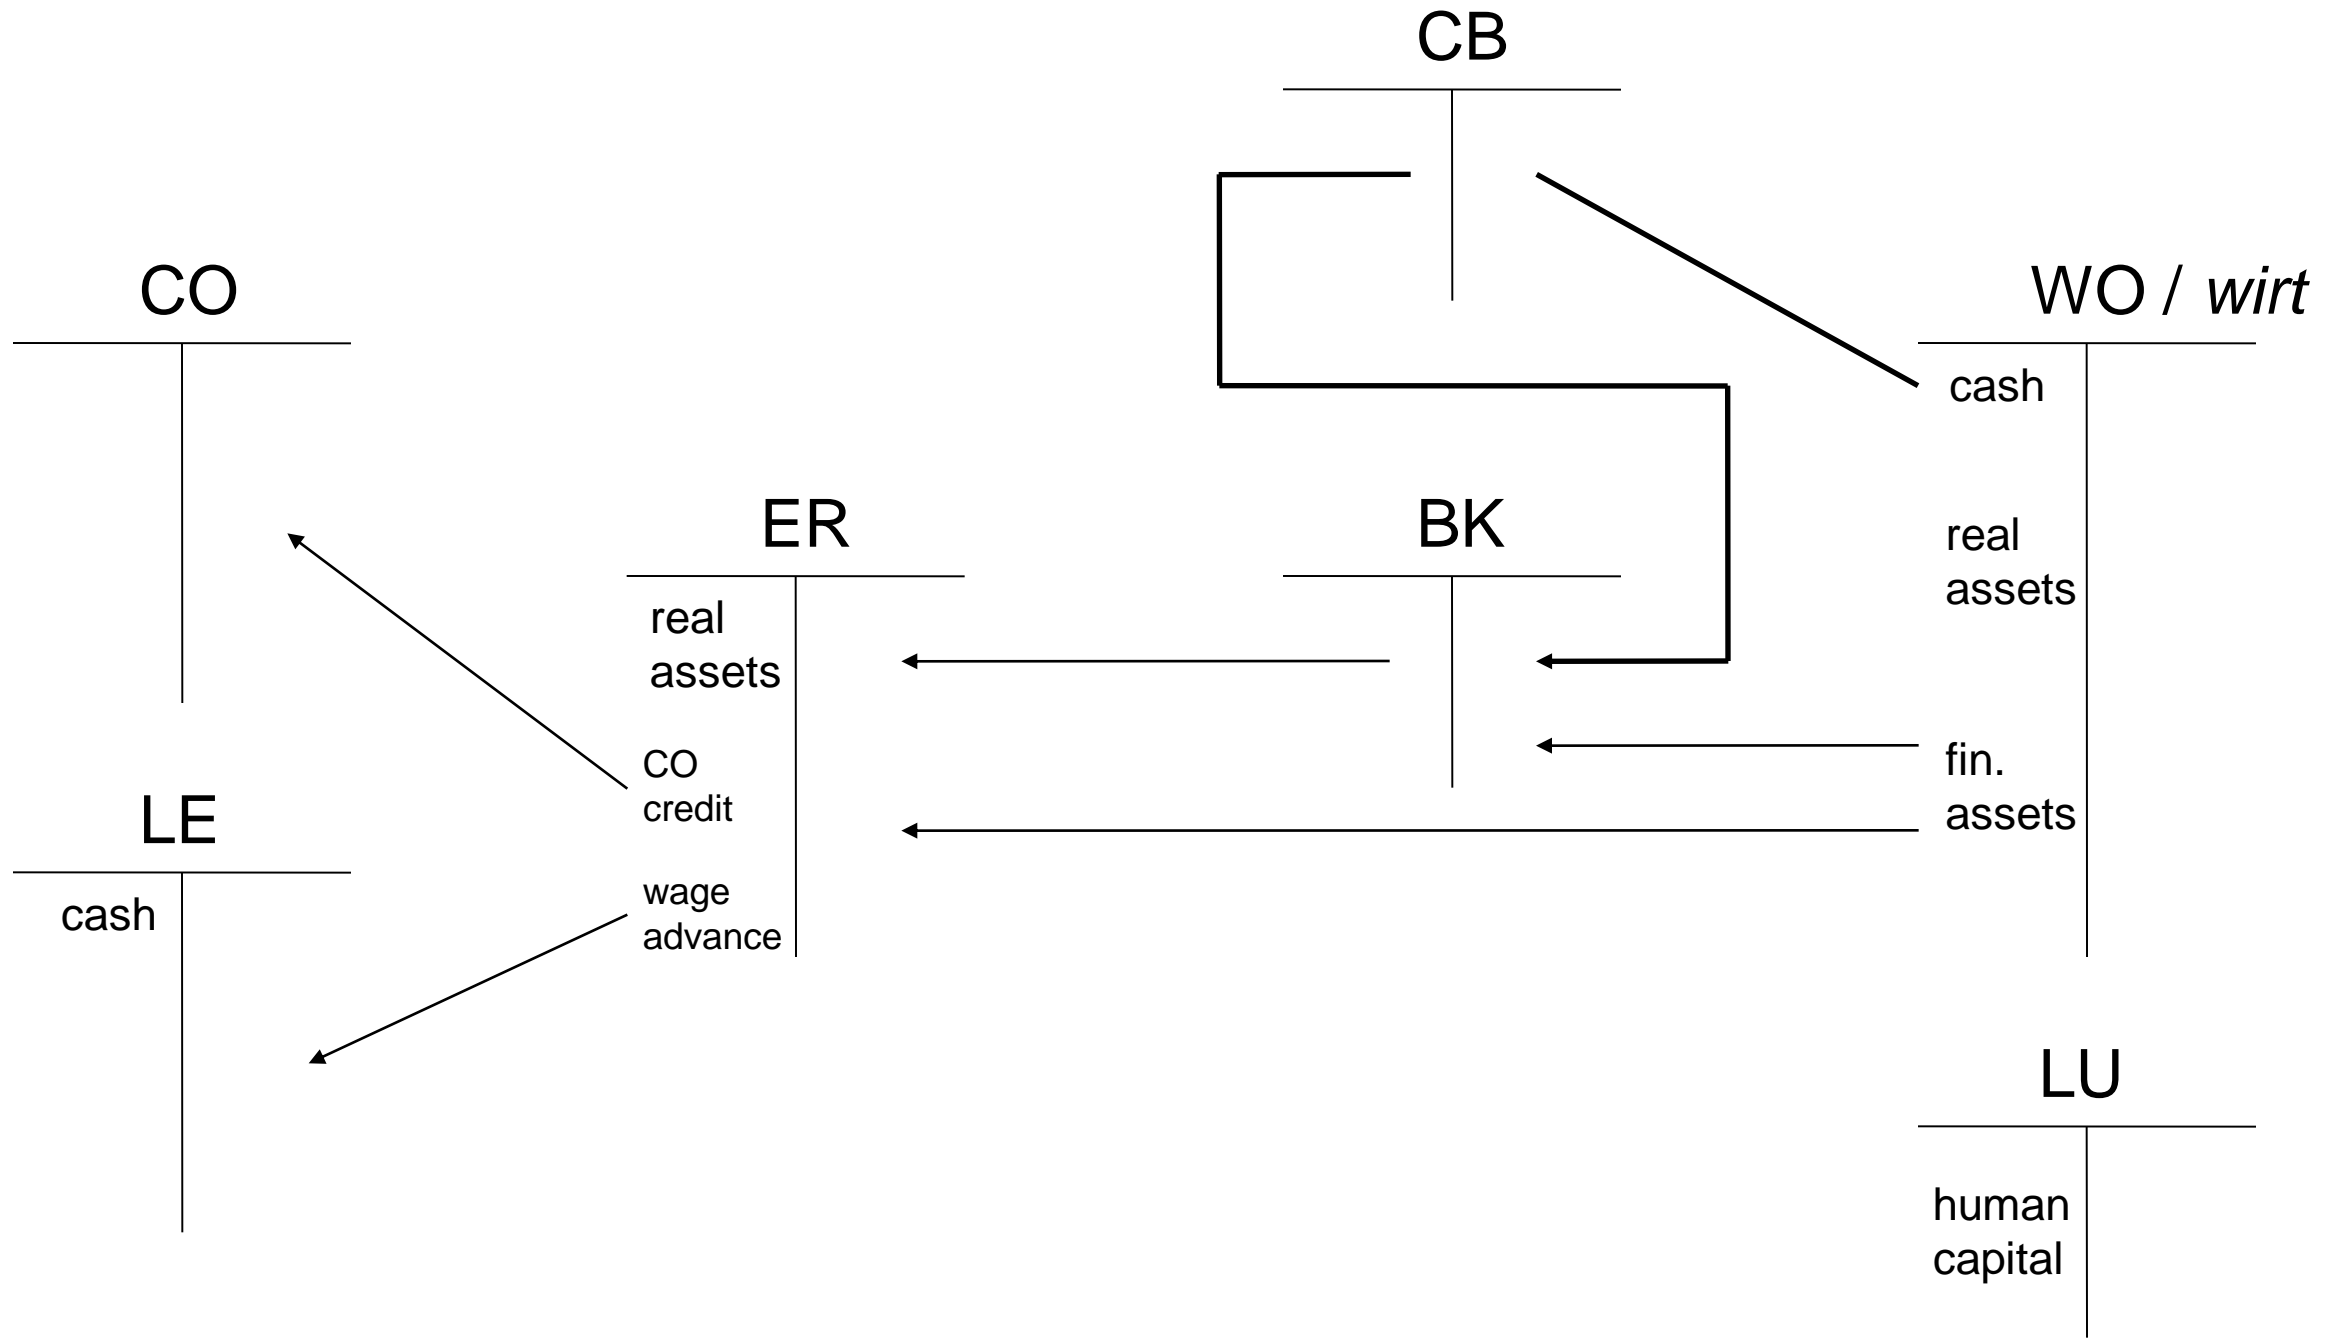 CB
CO
WO / wirt
cash
ER
BK
real
assets
real
assets
CO
credit
fin.
assets
LE
wage
advance
cash
LU
human
capital